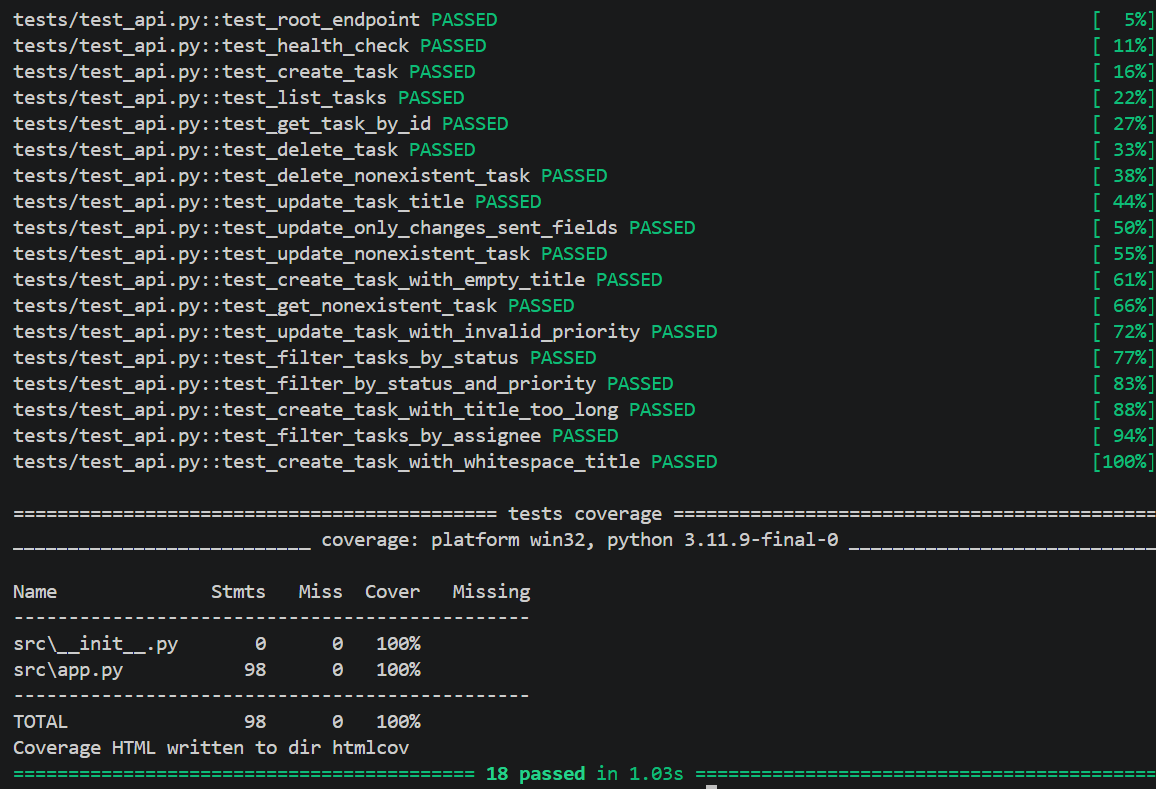 tests/test_api.py::test_root_endpoint PASSED [  5%]
tests/test_api.py::test_health_check PASSED [ 11%]
tests/test_api.py::test_create_task PASSED [ 16%]
tests/test_api.py::test_list_tasks PASSED [ 22%]
tests/test_api.py::test_get_task_by_id PASSED [ 27%]
tests/test_api.py::test_delete_task PASSED [ 33%]
tests/test_api.py::test_delete_nonexistent_task PASSED [ 38%]
tests/test_api.py::test_update_task_title PASSED [ 44%]
tests/test_api.py::test_update_only_changes_sent_fields PASSED [ 50%]
tests/test_api.py::test_update_nonexistent_task PASSED [ 55%]
tests/test_api.py::test_create_task_with_empty_title PASSED [ 61%]
tests/test_api.py::test_get_nonexistent_task PASSED [ 66%]
tests/test_api.py::test_update_task_with_invalid_priority PASSED [ 72%]
tests/test_api.py::test_filter_tasks_by_status PASSED [ 77%]
tests/test_api.py::test_filter_by_status_and_priority PASSED [ 83%]
tests/test_api.py::test_create_task_with_title_too_long PASSED [ 88%]
tests/test_api.py::test_filter_tasks_by_assignee PASSED [ 94%]
tests/test_api.py::test_create_task_with_whitespace_title PASSED [100%]
============================================ tests coverage ============================================
___________________________ coverage: platform win32, python 3.11.9-final-0 ____________________________
Name              Stmts   Miss  Cover   Missing
-----------------------------------------------
src\__init__.py       0      0   100%
src\app.py           98      0   100%
-----------------------------------------------
TOTAL                98      0   100%
Coverage HTML written to dir htmlcov
========================================== 18 passed in 1.03s ==========================================